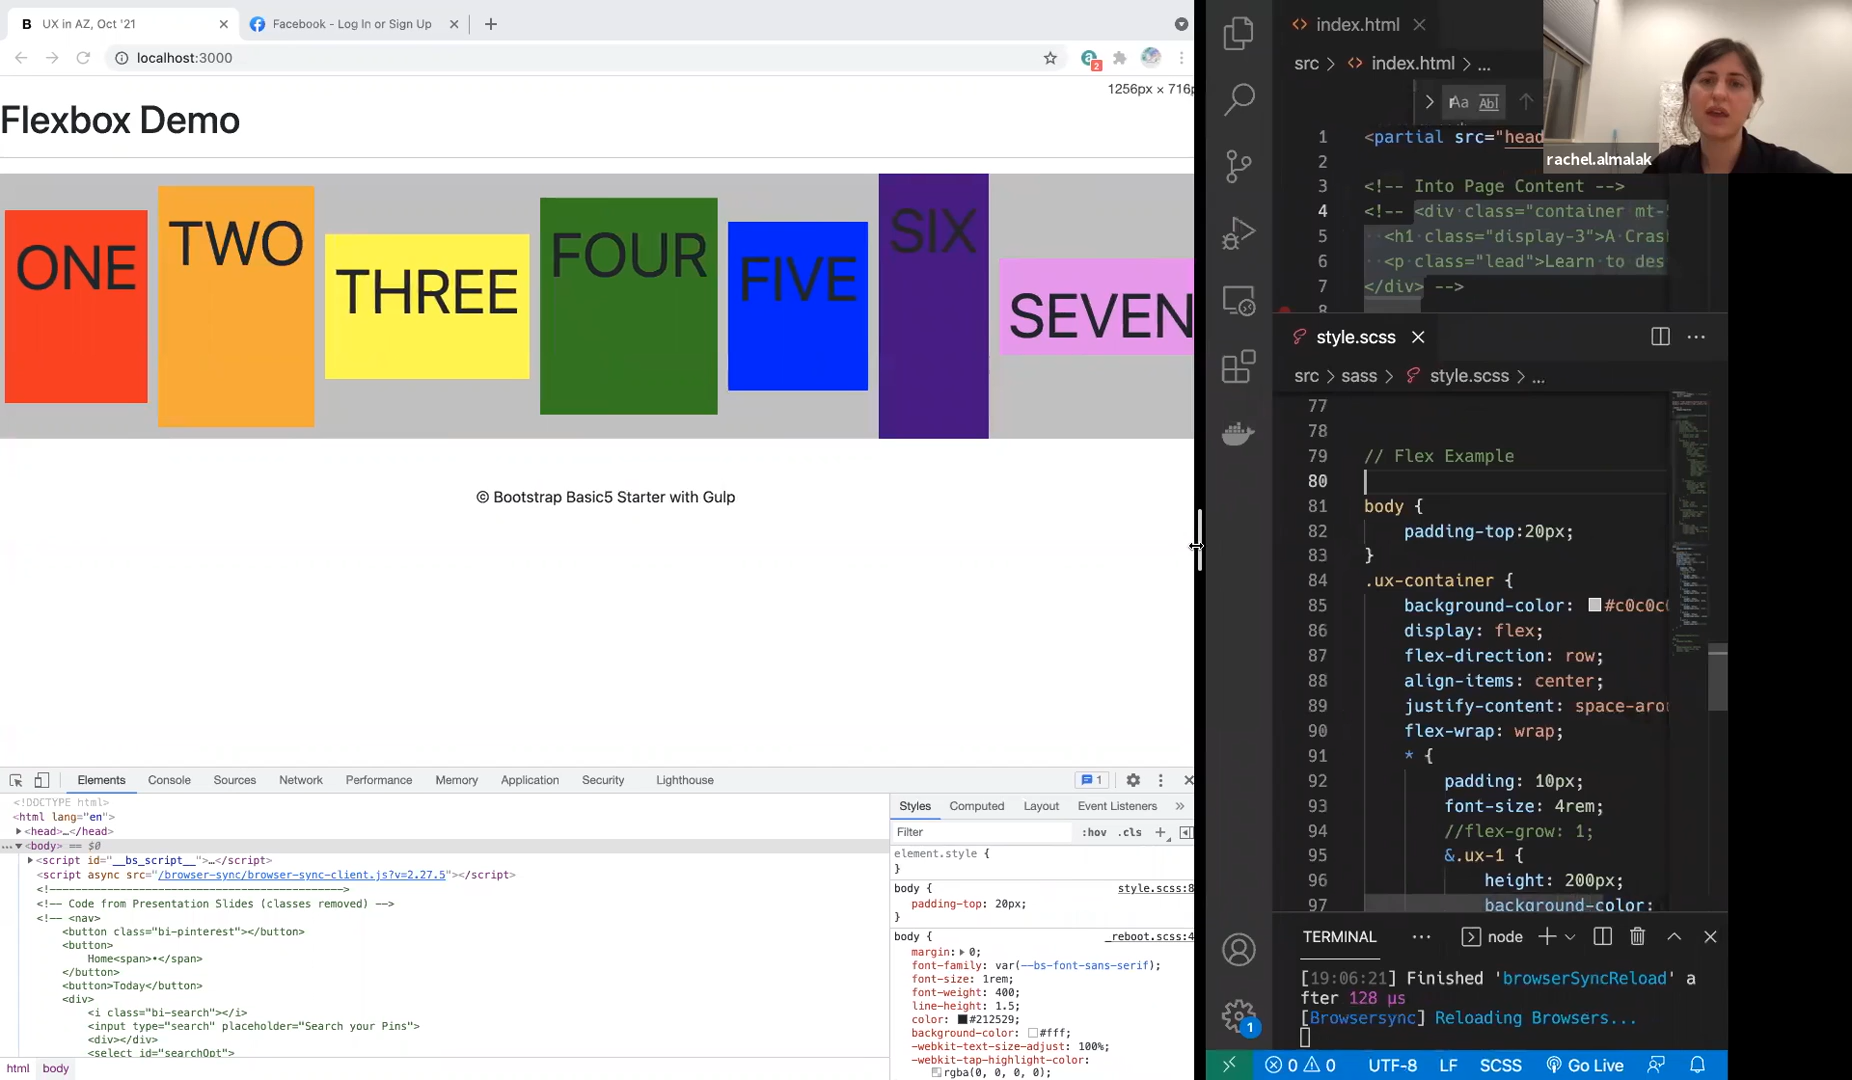 B UX in AZ, Oct '21
Facebook - Log In or Sign Up
localhost:3000
2
1256px × 716p
Flexbox Demo
ONE
TWO
THREE
FOUR
FIVE
SIX
SEVEN
© Bootstrap Basic5 Starter with Gulp
Elements Console Sources Network Performance Memory Application Security Lighthouse 1
<!DOCTYPE html>
<html lang="en">
<head>…</head>
<body> == $0
<script id="__bs_script__">…</script>
<script async src="/browser-sync/browser-sync-client.js?v=2.27.5"></script>
<!-- Code from Presentation Slides (classes removed) -->
<!-- <nav>
<button class="bi-pinterest"></button>
<button>
Home<span>•</span>
</button>
<button>Today</button>
<div>
<i class="bi-search"></i>
<input type="search" placeholder="Search your Pins">
<div></div>
<select id="searchOpt">
html body
Styles Computed Layout Event Listeners »
Filter :hov .cls +
element.style {
}
body { style.scss:8
padding-top: 20px;
}
body { _reboot.scss:4
margin: 0;
font-family: var(--bs-font-sans-serif);
font-size: 1rem;
font-weight: 400;
line-height: 1.5;
color: #212529;
background-color: #fff;
-webkit-text-size-adjust: 100%;
-webkit-tap-highlight-color:
rgba(0, 0, 0, 0);
index.html
src > index.html > ...
Aa Abl
1 <partial src="head
2
3 <!-- Into Page Content -->
4 <!-- <div class="container mt-
5 <h1 class="display-3">A Cras
6 <p class="lead">Learn to des
7 </div> -->
8
rachel.almalak
style.scss
src > sass > style.scss > ...
77
78
79 // Flex Example
80
81 body {
82 padding-top:20px;
83 }
84 .ux-container {
85 background-color: #c0c0c
86 display: flex;
87 flex-direction: row;
88 align-items: center;
89 justify-content: space-aro
90 flex-wrap: wrap;
91 * {
92 padding: 10px;
93 font-size: 4rem;
94 //flex-grow: 1;
95 &.ux-1 {
96 height: 200px;
97 background-color:
TERMINAL ... node
[19:06:21] Finished 'browserSyncReload' a
fter 128 μs
[Browsersync] Reloading Browsers...
1
0 0 UTF-8 LF SCSS Go Live